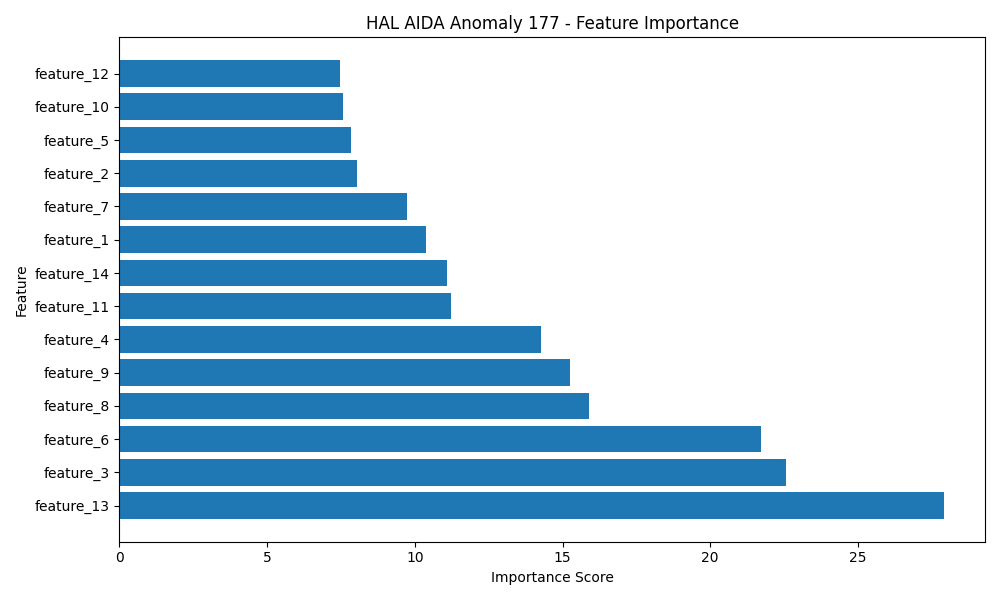 HAL AIDA Anomaly 177 - Feature Importance
feature_12
feature_10
feature_5
feature_2
feature_7
feature_1
feature_14
feature_11
feature_4
feature_9
feature_8
feature_6
feature_3
feature_13
Feature
0 5 10 15 20 25
Importance Score